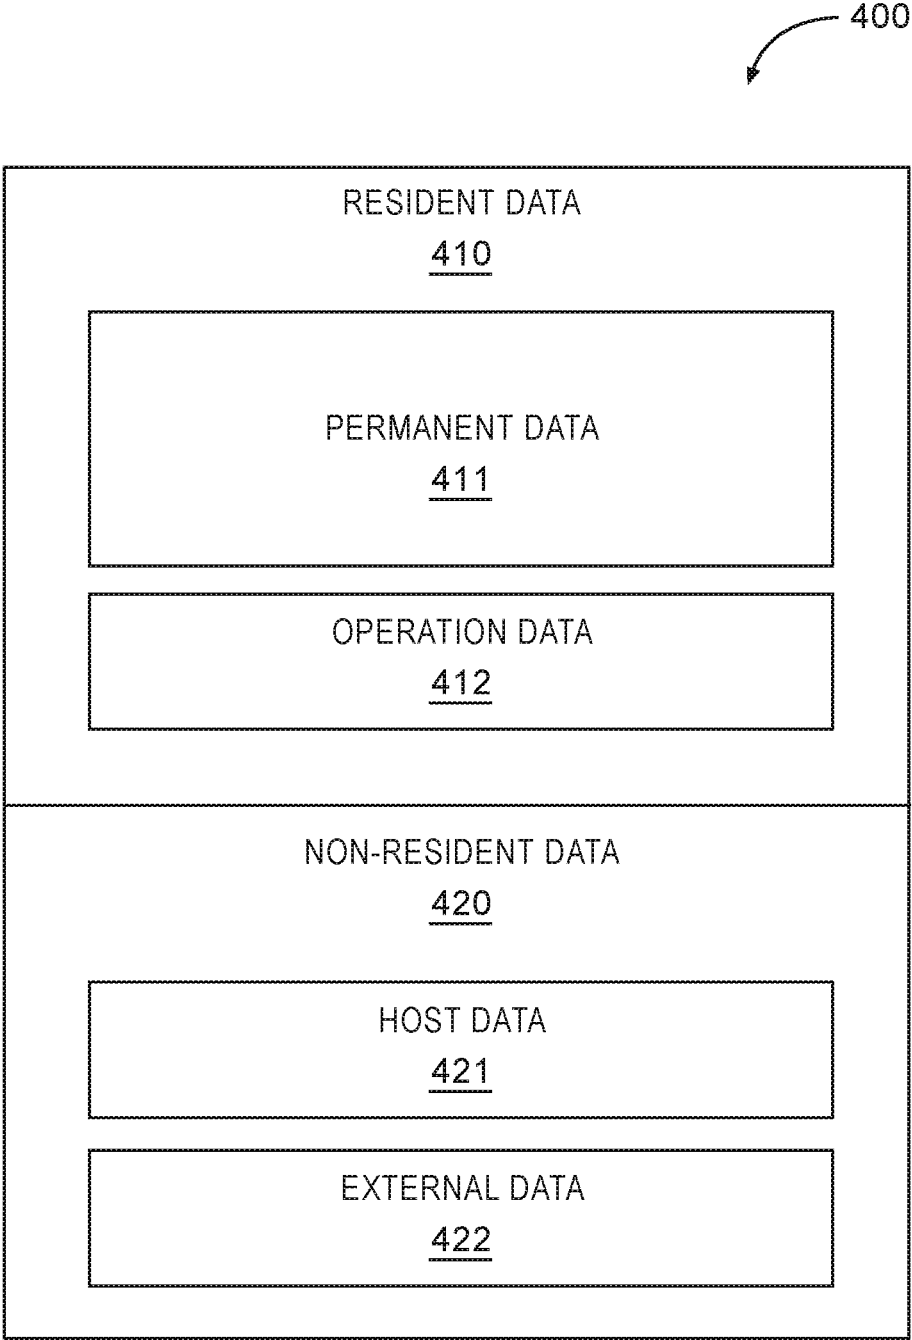 400
RESIDENT DATA
410
PERMANENT DATA
411
OPERATION DATA
412
NON-RESIDENT DATA
420
HOST DATA
421
EXTERNAL DATA
422